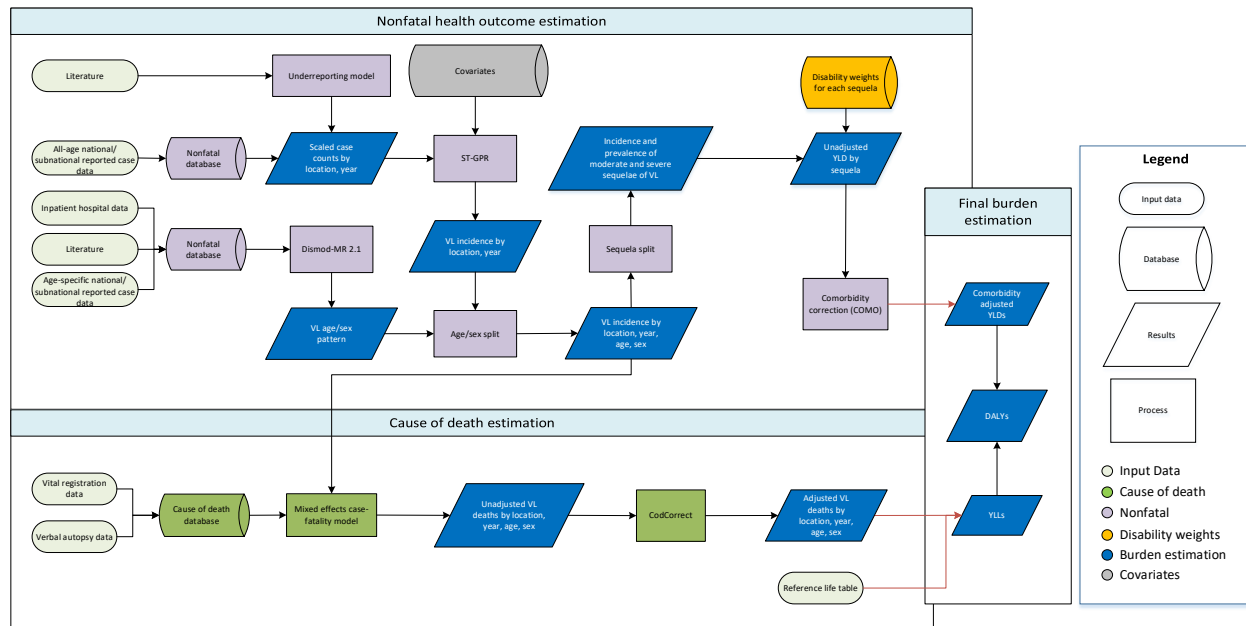 Nonfatal health outcome estimation
Literature
Underreporting model
Covariates
Disability weights
for each sequela
All-age national/
subnational reported case
data
Nonfatal
database
Scaled case
counts by
location, year
ST-GPR
Incidence and
prevalence of
moderate and severe
sequelae of VL
Unadjusted
YLD by
sequela
Inpatient hospital data
Literature
Age-specific national/
subnational reported case
data
Nonfatal
database
Dismod-MR 2.1
VL incidence by
location, year
Sequela split
Comorbidity
correction (COMO)
VL age/sex
pattern
Age/sex split
VL incidence by
location, year,
age, sex
Final burden
estimation
Comorbidity
adjusted
YLDs
DALYs
YLLs
Cause of death estimation
Vital registration
data
Verbal autopsy data
Cause of death
database
Mixed effects case-
fatality model
Unadjusted VL
deaths by location,
year, age, sex
CodCorrect
Adjusted VL
deaths by
location, year,
age, sex
Reference life table
Legend
Input data
Database
Results
Process
Input Data
Cause of death
Nonfatal
Disability weights
Burden estimation
Covariates